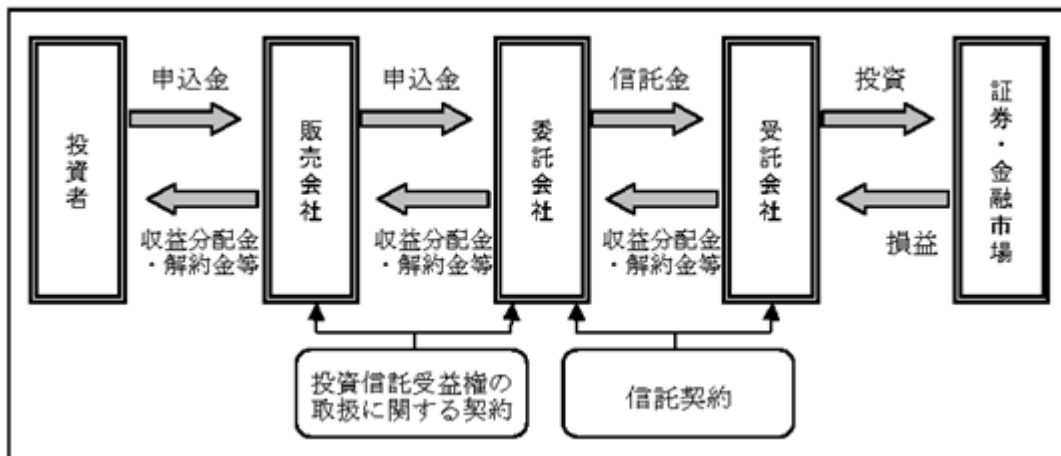 申込金
申込金
信託金
投資
投資者
販売会社
委託会社
受託会社
証券・金融市場
収益分配金
・解約金等
収益分配金
・解約金等
収益分配金
・解約金等
損益
投資信託受益権の
取扱に関する契約
信託契約